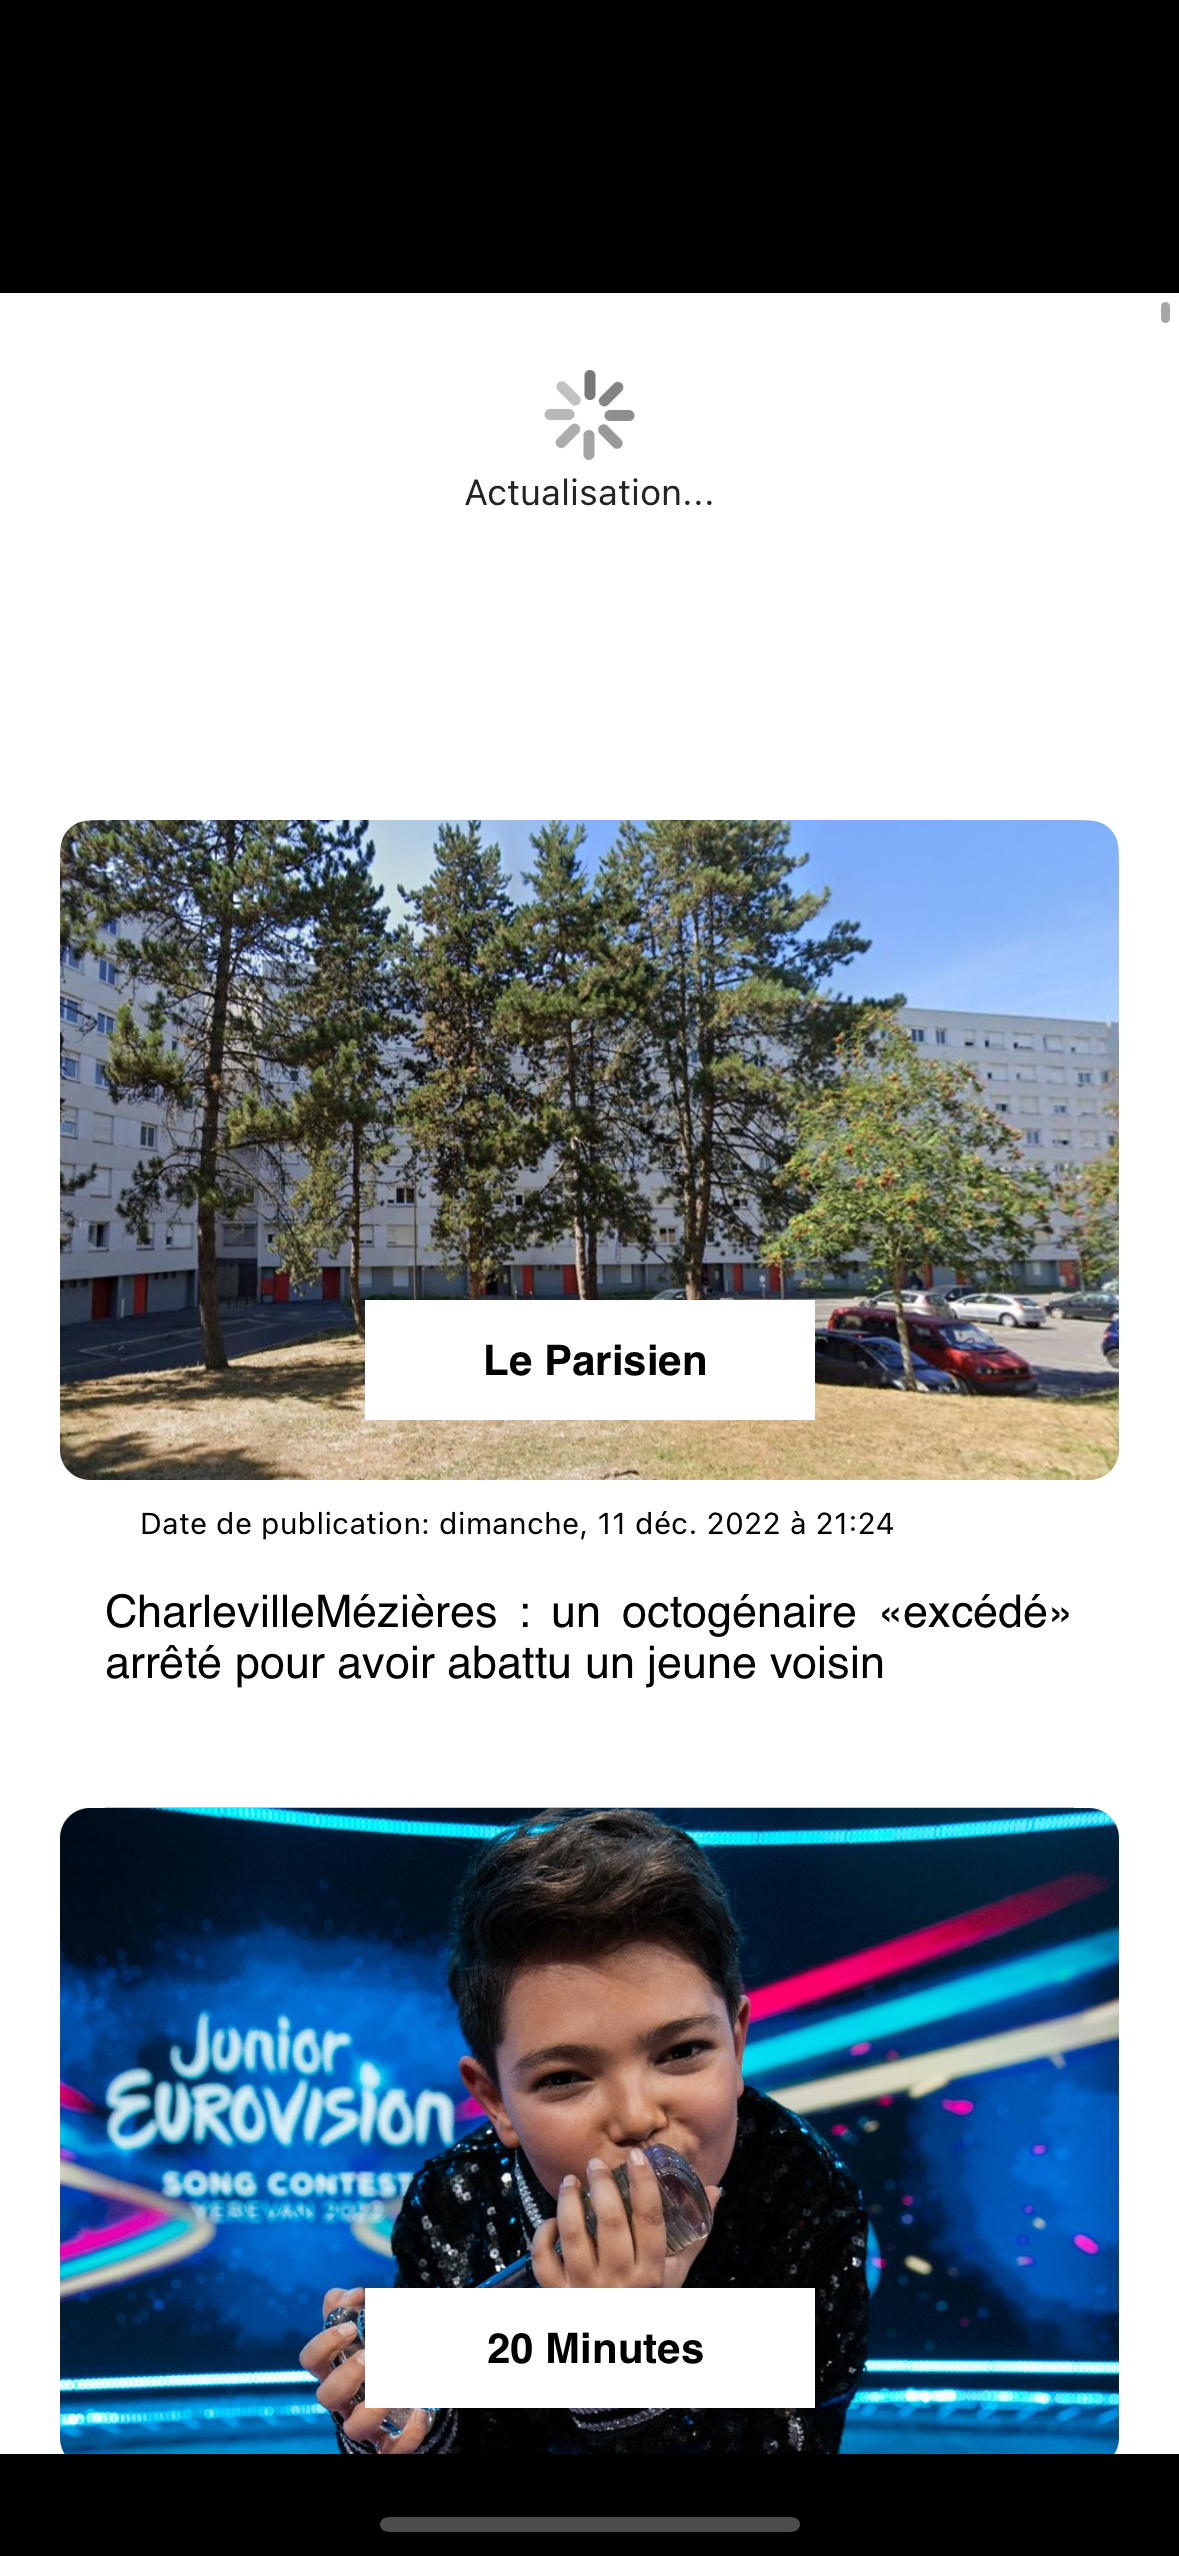 Actualisation...
Le Parisien
Date de publication: dimanche, 11 déc. 2022 à 21:24
CharlevilleMézières : un octogénaire «excédé»
arrêté pour avoir abattu un jeune voisin
Junior
EUROVISION
SONG CONTEST
YEREVAN 2022
20 Minutes